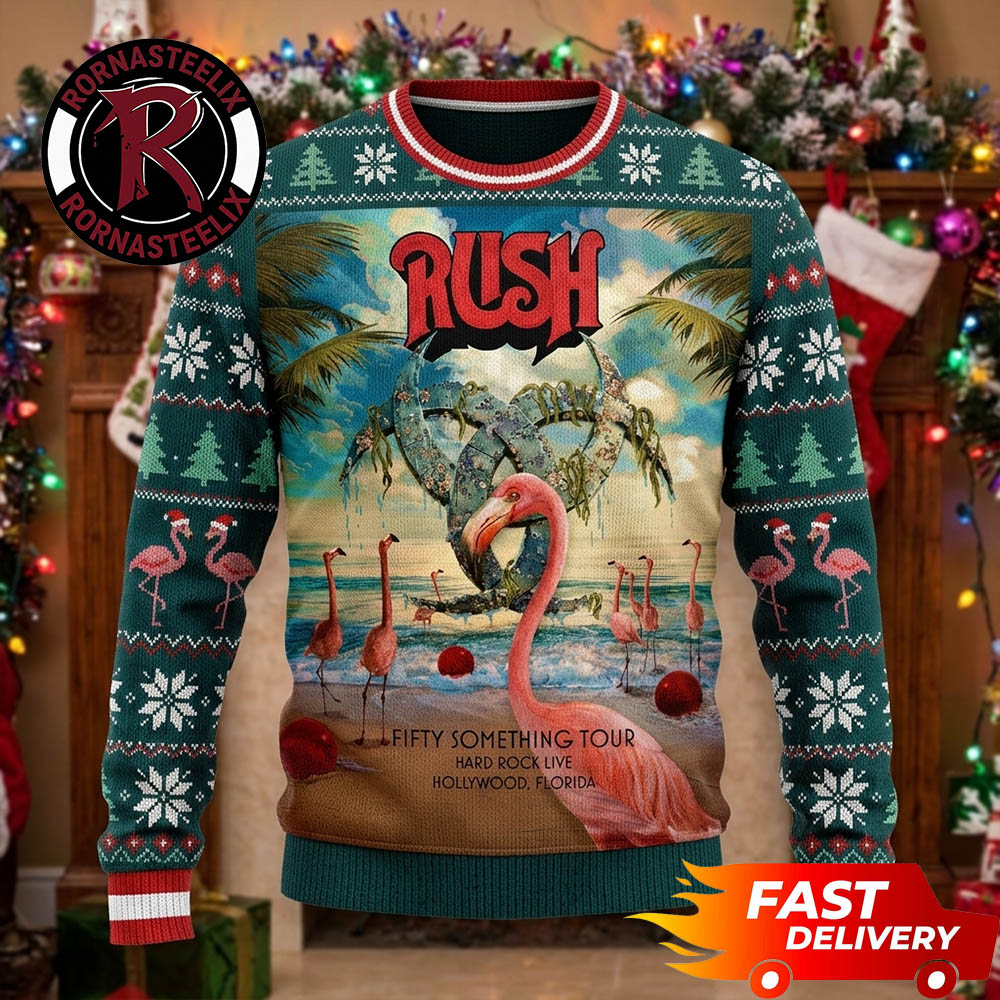 RORNASTEELIX
R
RORNASTEELIX
RUSH
FIFTY SOMETHING TOUR
HARD ROCK LIVE
HOLLYWOOD, FLORIDA
FAST
DELIVERY